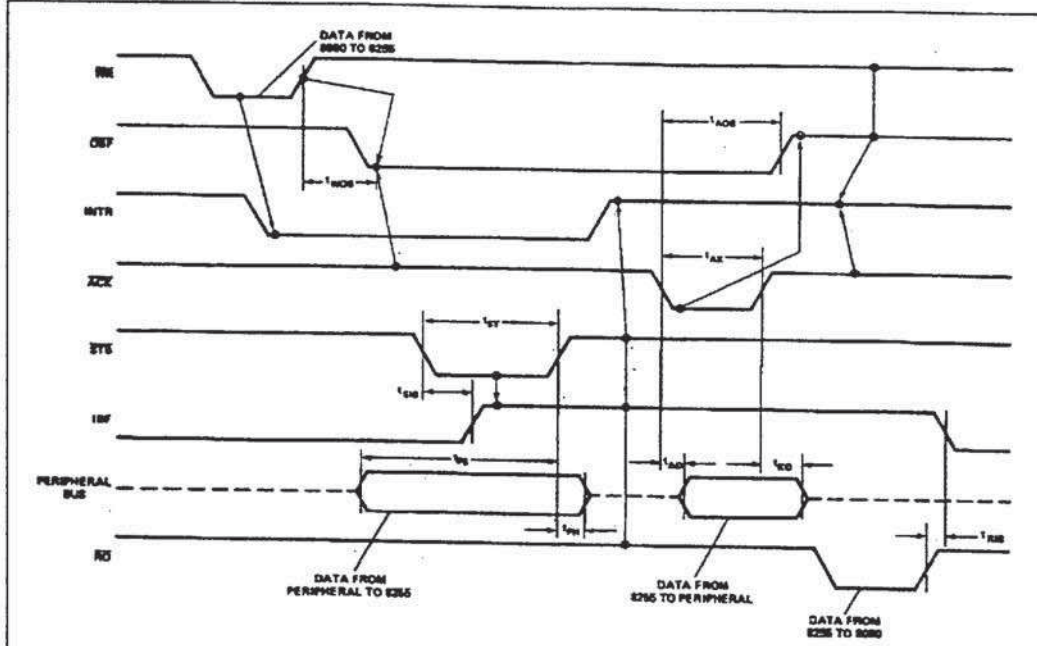 DATA FROM
8080 TO 8255
WR
tAOB
OBF
tWOB
INTR
tAK
ACK
tST
STB
tSIB
IBF
tPS
tAD
tKD
PERIPHERAL
BUS
tPH
tRIB
RD
DATA FROM
PERIPHERAL TO 8255
DATA FROM
8255 TO PERIPHERAL
DATA FROM
8255 TO 8080